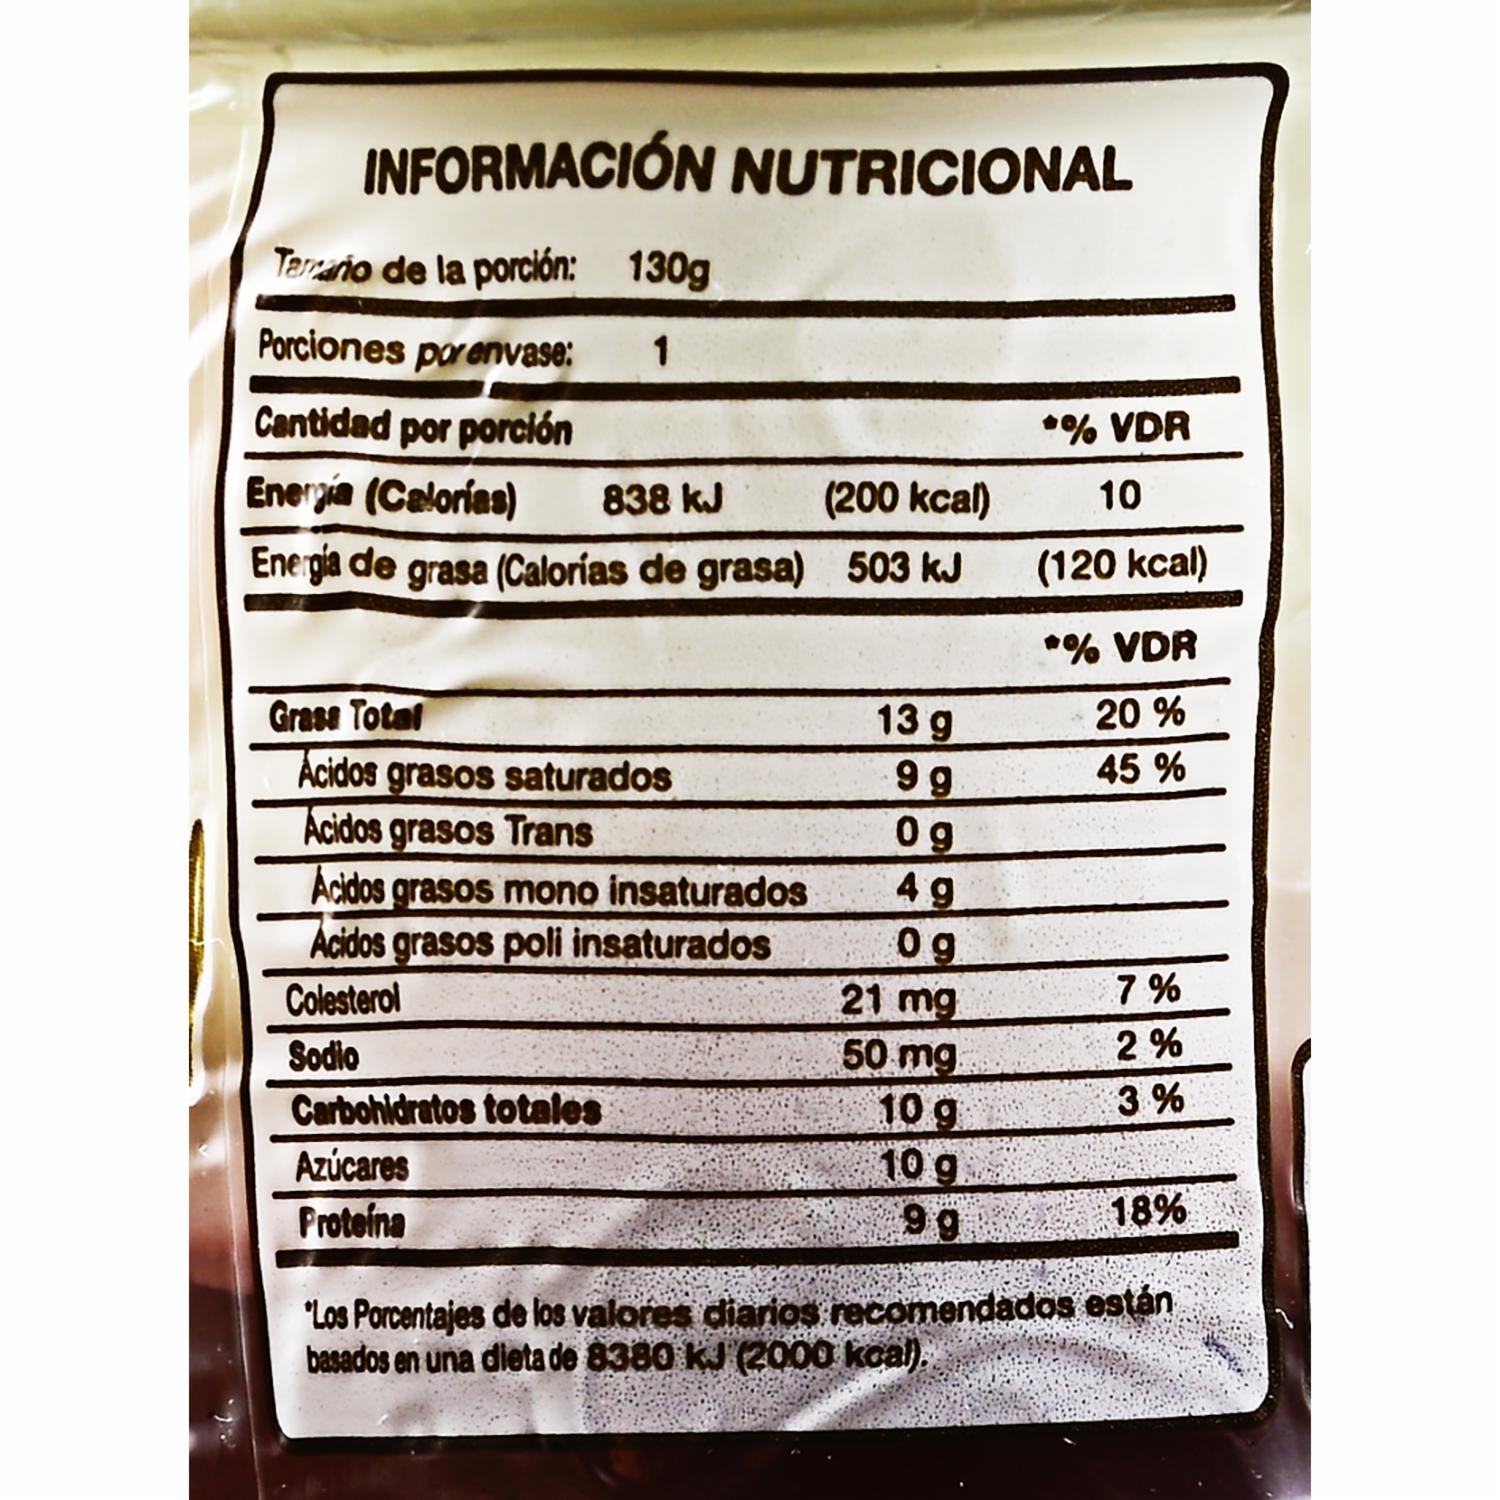 INFORMACIÓN NUTRICIONAL
Tamaño de la porción: 130g
Porciones por envase: 1
Cantidad por porción *% VDR
Energía (Calorías) 838 kJ (200 kcal) 10
Energía de grasa (Calorías de grasa) 503 kJ (120 kcal)
*% VDR
Grasa Total 13 g 20 %
Ácidos grasos saturados 9 g 45 %
Ácidos grasos Trans 0 g
Ácidos grasos mono insaturados 4 g
Ácidos grasos poli insaturados 0 g
Colesterol 21 mg 7 %
Sodio 50 mg 2 %
Carbohidratos totales 10 g 3 %
Azúcares 10 g
Proteína 9 g 18%
*Los Porcentajes de los valores diarios recomendados están
basados en una dieta de 8380 kJ (2000 kcal).